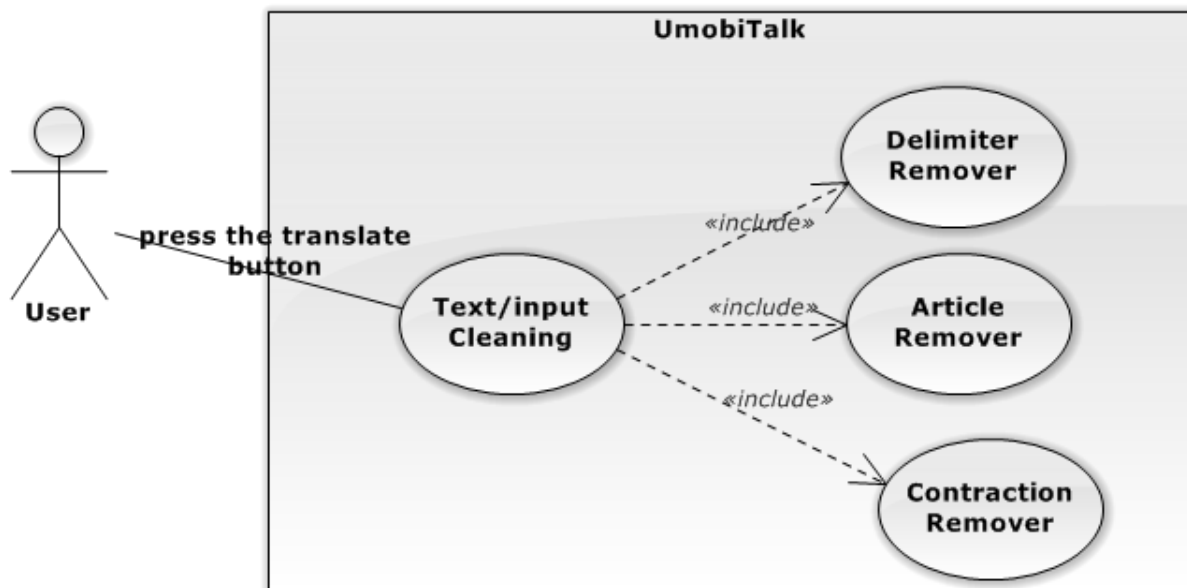 UmobiTalk
Delimiter
Remover
«include»
press the translate
button
User
Text/input
Cleaning
«include»
Article
Remover
«include»
Contraction
Remover